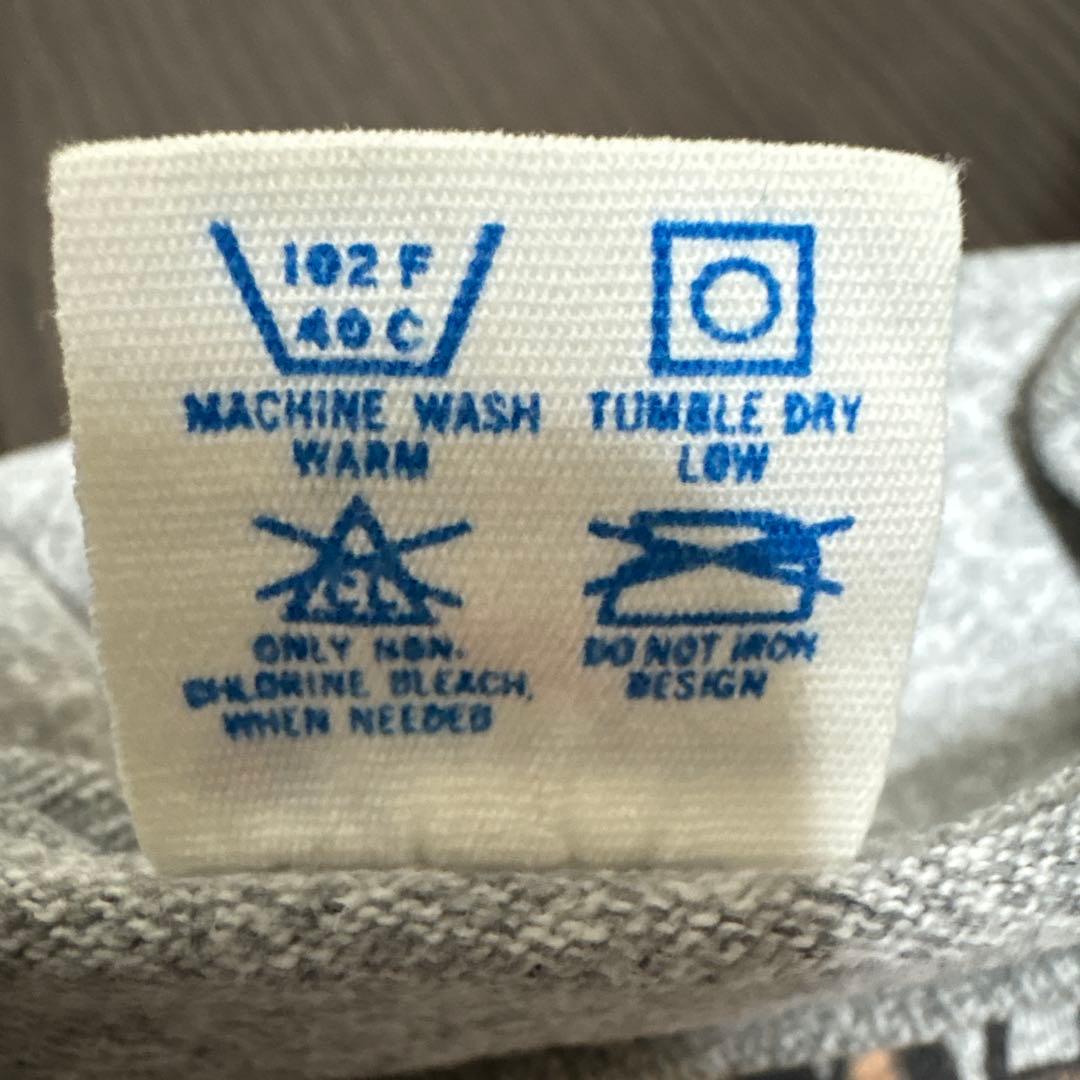 102 F
40 C
MACHINE WASH
WARM
TUMBLE DRY
LOW
CL
ONLY NON-
CHLORINE BLEACH,
WHEN NEEDED
DO NOT IRON
DESIGN